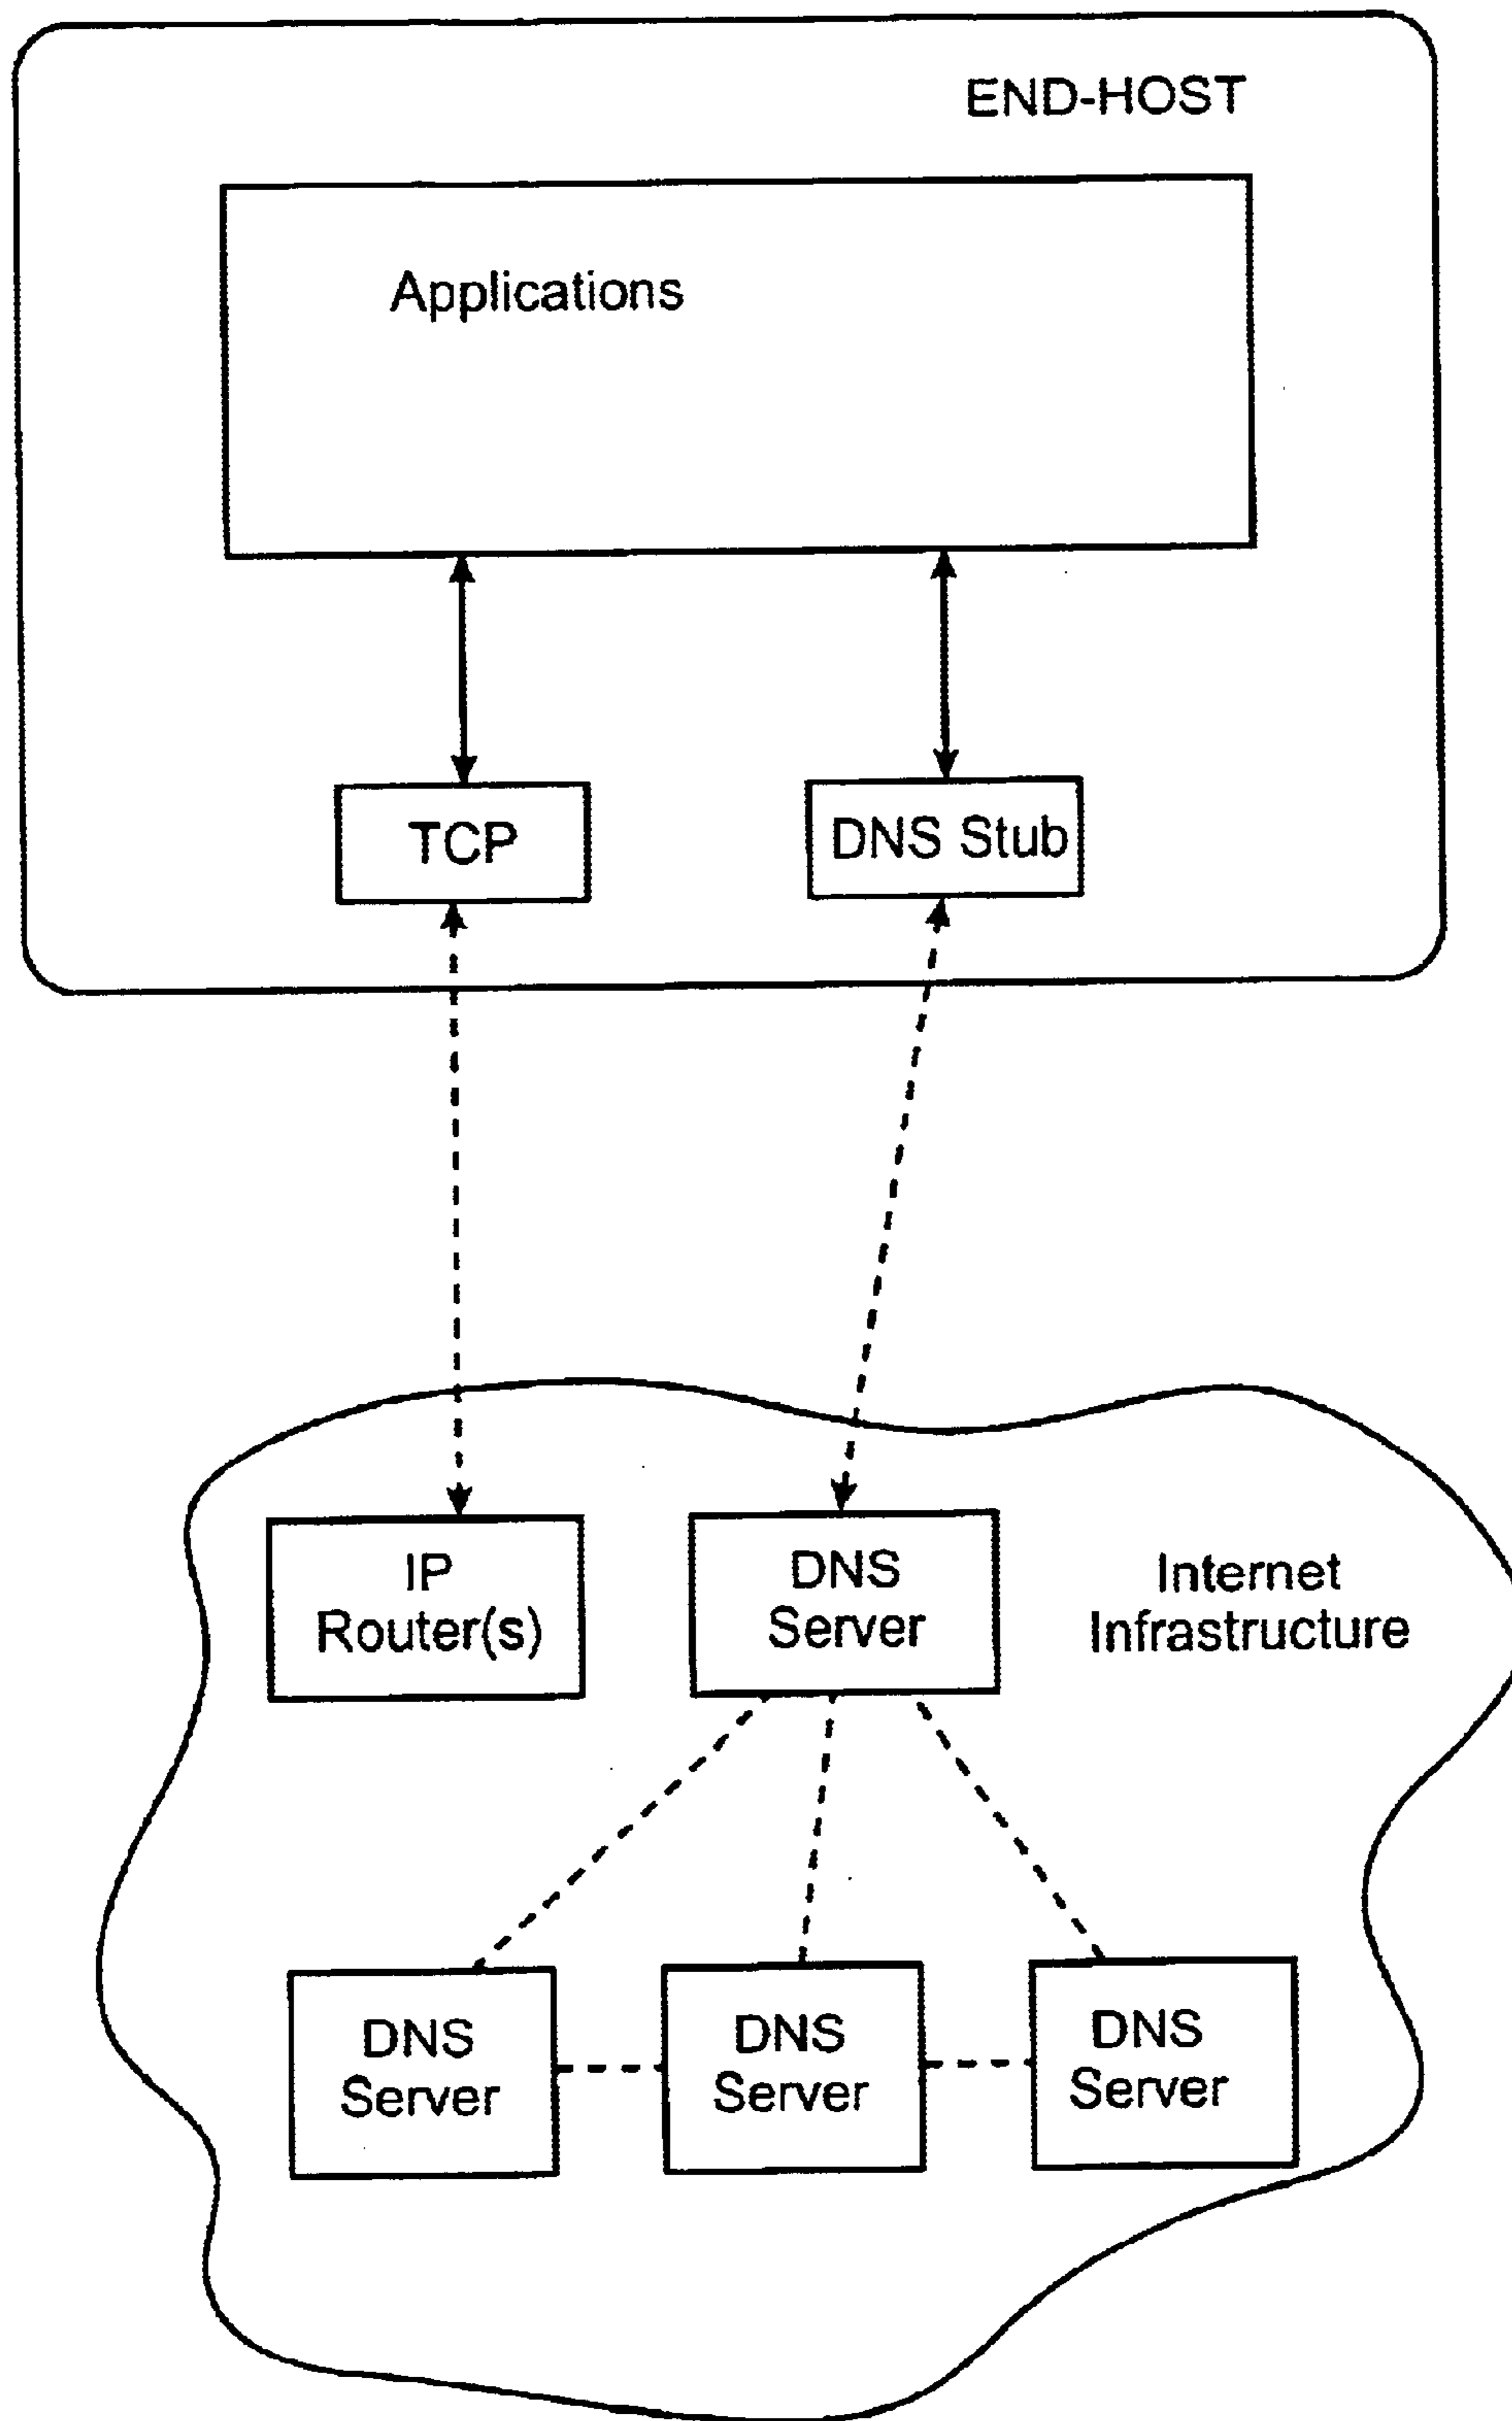 END-HOST
Applications
TCP
DNS Stub
IP
Router(s)
DNS
Server
Internet
Infrastructure
DNS
Server
DNS
Server
DNS
Server